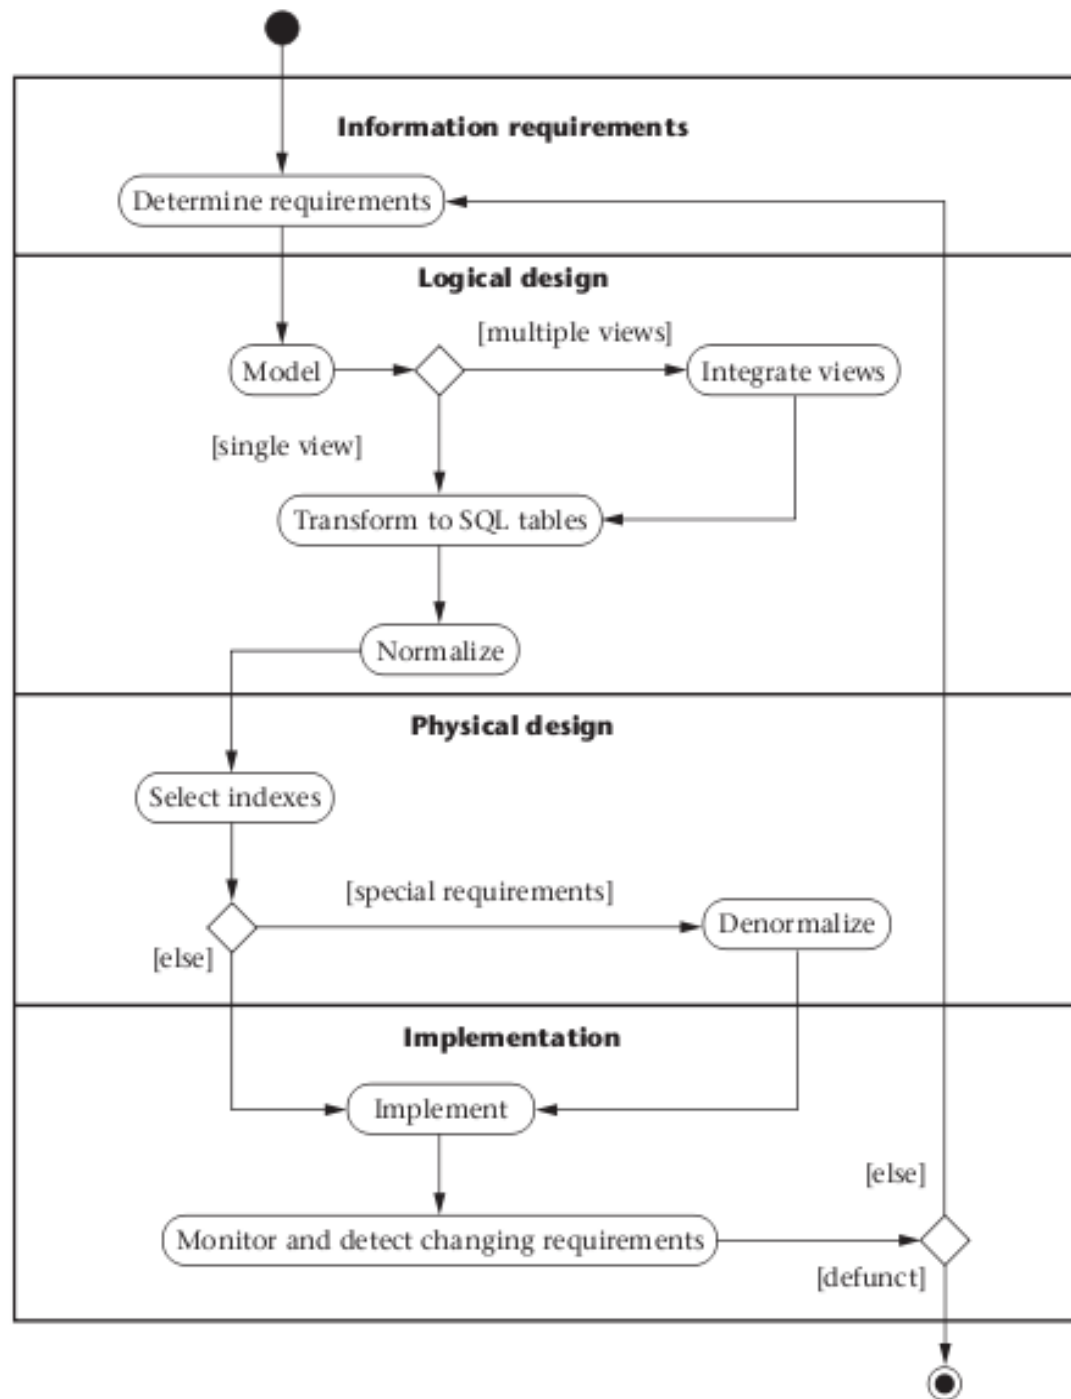 Information requirements
Determine requirements
Logical design
[multiple views]
Model
Integrate views
[single view]
Transform to SQL tables
Normalize
Physical design
Select indexes
[special requirements]
Denormalize
[else]
Implementation
Implement
[else]
Monitor and detect changing requirements
[defunct]